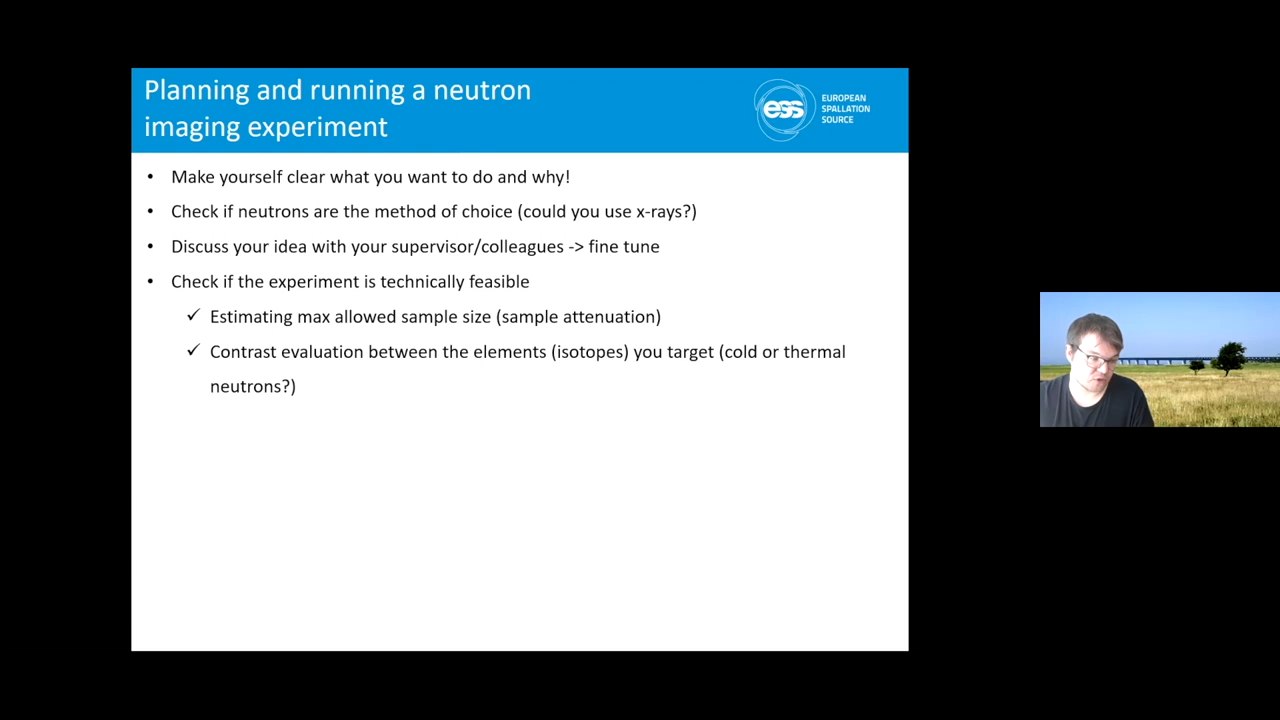 Planning and running a neutron
imaging experiment
ess
EUROPEAN
SPALLATION
SOURCE
• Make yourself clear what you want to do and why!
• Check if neutrons are the method of choice (could you use x-rays?)
• Discuss your idea with your supervisor/colleagues -> fine tune
• Check if the experiment is technically feasible
✓ Estimating max allowed sample size (sample attenuation)
✓ Contrast evaluation between the elements (isotopes) you target (cold or thermal
neutrons?)